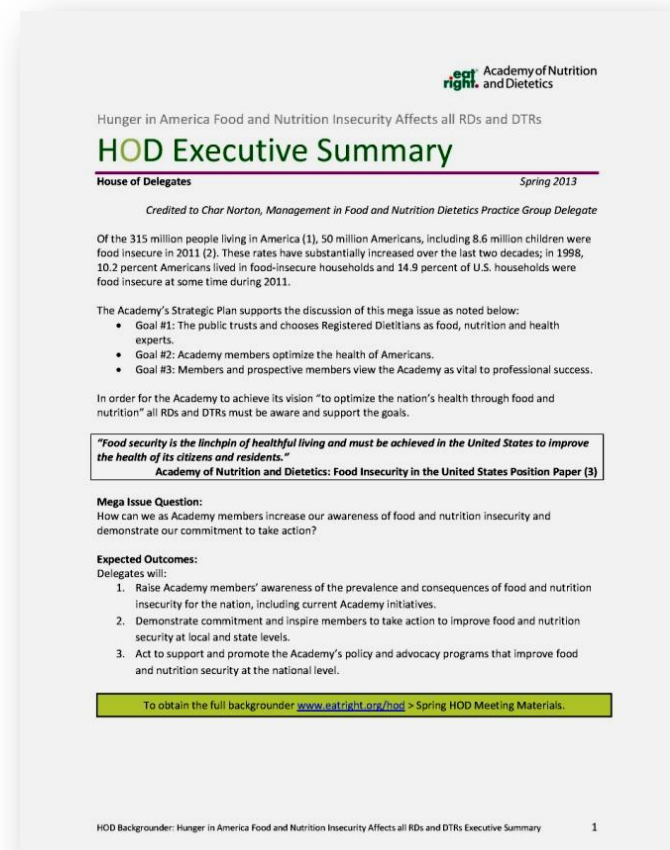 eat right. Academy of Nutrition
and Dietetics
Hunger in America Food and Nutrition Insecurity Affects all RDs and DTRs
HOD Executive Summary
House of Delegates Spring 2013
Credited to Char Norton, Management in Food and Nutrition Dietetics Practice Group Delegate
Of the 315 million people living in America (1), 50 million Americans, including 8.6 million children were
food insecure in 2011 (2). These rates have substantially increased over the last two decades; in 1998,
10.2 percent Americans lived in food-insecure households and 14.9 percent of U.S. households were
food insecure at some time during 2011.
The Academy's Strategic Plan supports the discussion of this mega issue as noted below:
• Goal #1: The public trusts and chooses Registered Dietitians as food, nutrition and health
experts.
• Goal #2: Academy members optimize the health of Americans.
• Goal #3: Members and prospective members view the Academy as vital to professional success.
In order for the Academy to achieve its vision "to optimize the nation's health through food and
nutrition" all RDs and DTRs must be aware and support the goals.
"Food security is the linchpin of healthful living and must be achieved in the United States to improve
the health of its citizens and residents."
Academy of Nutrition and Dietetics: Food Insecurity in the United States Position Paper (3)
Mega Issue Question:
How can we as Academy members increase our awareness of food and nutrition insecurity and
demonstrate our commitment to take action?
Expected Outcomes:
Delegates will:
1. Raise Academy members' awareness of the prevalence and consequences of food and nutrition
insecurity for the nation, including current Academy initiatives.
2. Demonstrate commitment and inspire members to take action to improve food and nutrition
security at local and state levels.
3. Act to support and promote the Academy's policy and advocacy programs that improve food
and nutrition security at the national level.
To obtain the full backgrounder www.eatright.org/hod > Spring HOD Meeting Materials.
HOD Backgrounder: Hunger in America Food and Nutrition Insecurity Affects all RDs and DTRs Executive Summary 1